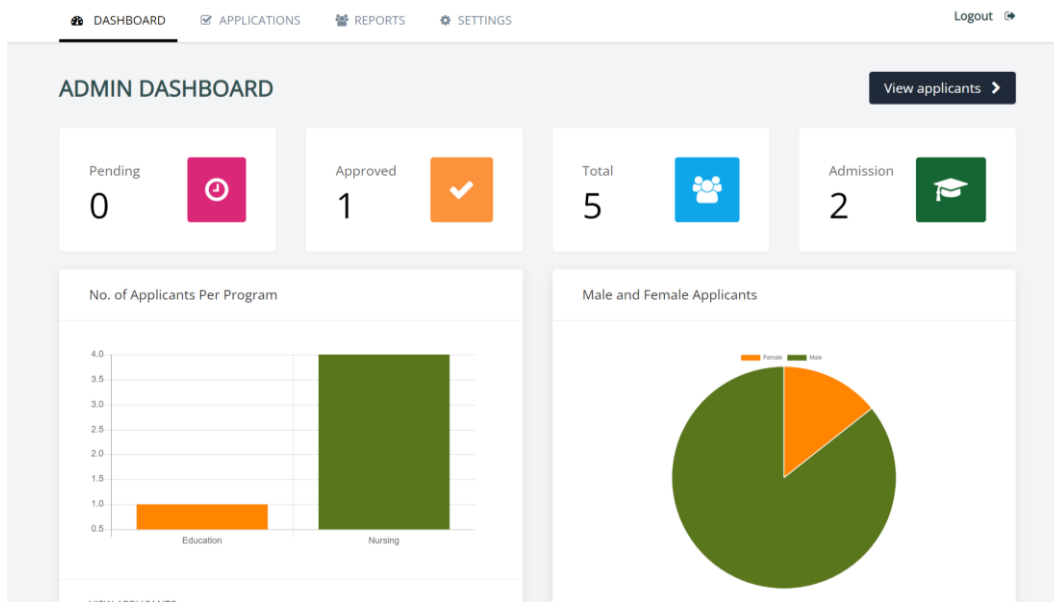 DASHBOARD APPLICATIONS REPORTS SETTINGS Logout
ADMIN DASHBOARD View applicants
Pending
0
Approved
1
Total
5
Admission
2
No. of Applicants Per Program
4.0
3.5
3.0
2.5
2.0
1.5
1.0
0.5
Education Nursing
VIEW APPLICANTS
Male and Female Applicants
Female Male